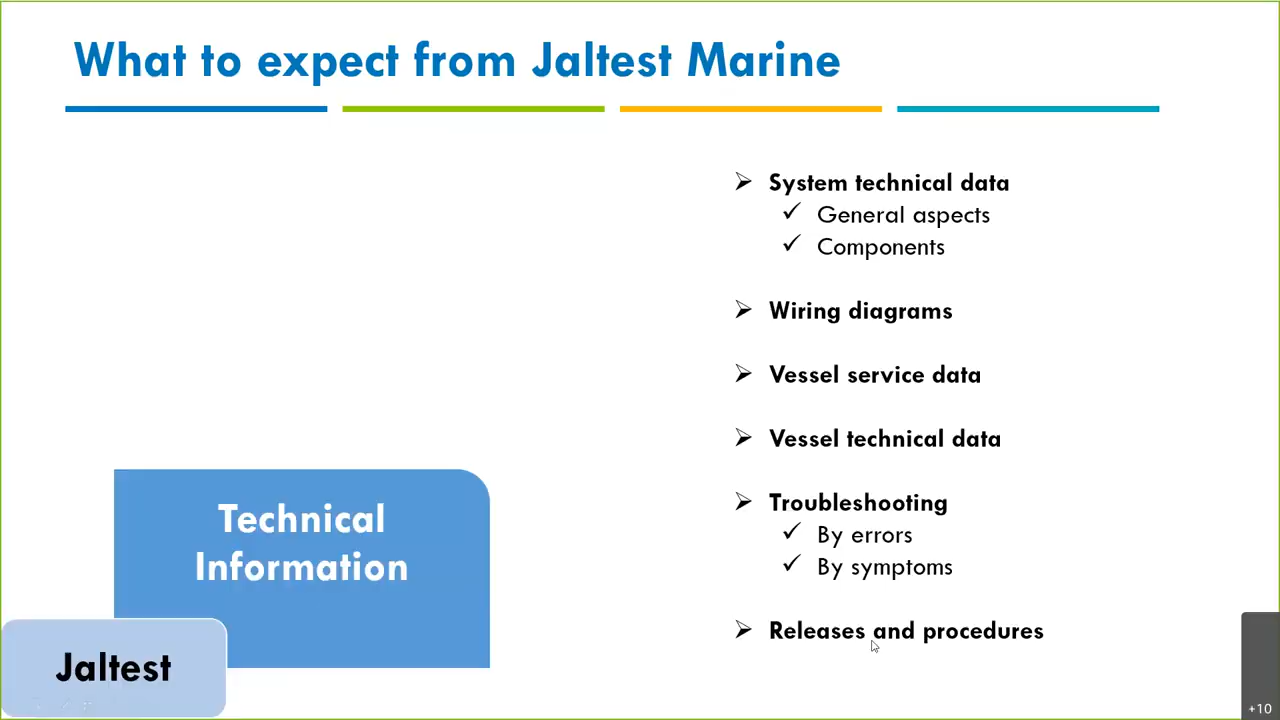 What to expect from Jaltest Marine
System technical data
General aspects
Components
Wiring diagrams
Vessel service data
Vessel technical data
Troubleshooting
By errors
By symptoms
Releases and procedures
Technical
Information
Jaltest
+10